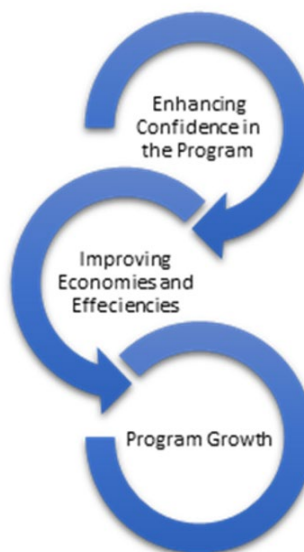 Enhancing
Confidence in
the Program
Improving
Economies and
Effeciencies
Program Growth